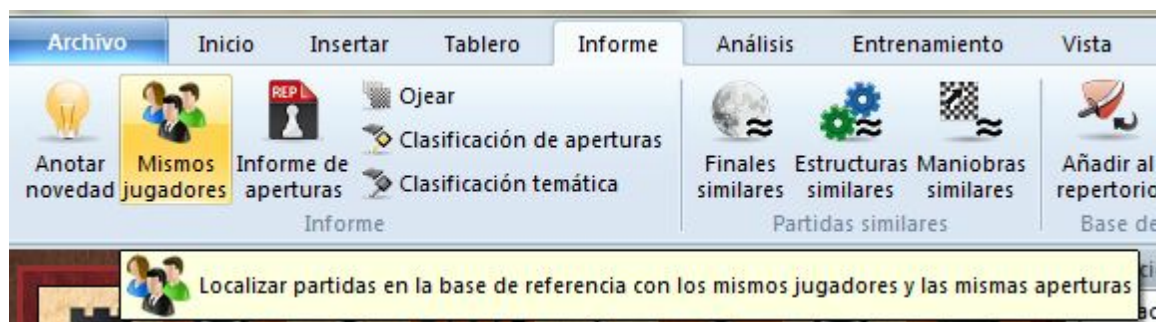 Archivo Inicio Insertar Tablero Informe Análisis Entrenamiento Vista
Anotar novedad
Mismos jugadores
REP
Informe de aperturas
Ojear
Clasificación de aperturas
Clasificación temática
Informe
Finales similares
Estructuras similares
Maniobras similares
Partidas similares
Añadir al
Base de
Localizar partidas en la base de referencia con los mismos jugadores y las mismas aperturas